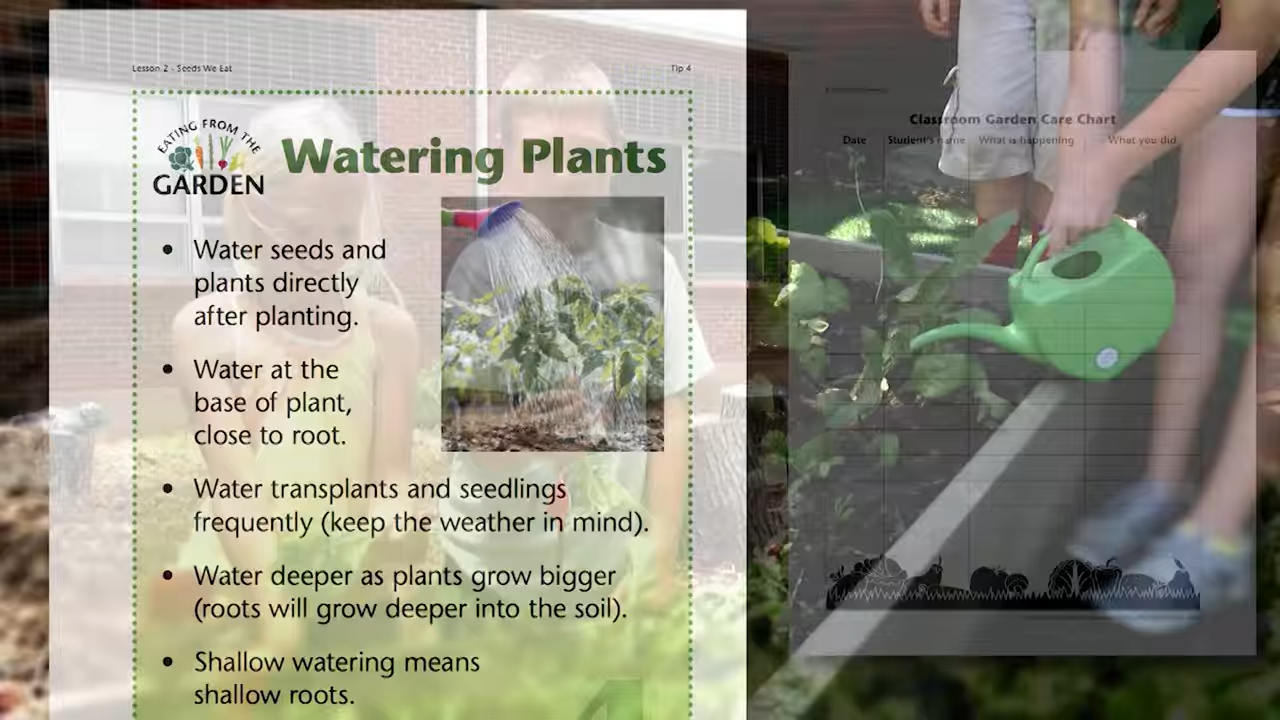 Lesson 2 - Seeds We Eat
Tip 4
EATING FROM THE
GARDEN
Watering Plants
• Water seeds and
plants directly
after planting.
• Water at the
base of plant,
close to root.
• Water transplants and seedlings
frequently (keep the weather in mind).
• Water deeper as plants grow bigger
(roots will grow deeper into the soil).
• Shallow watering means
shallow roots.
Classroom Garden Care Chart
Date Student's name What is happening What you did